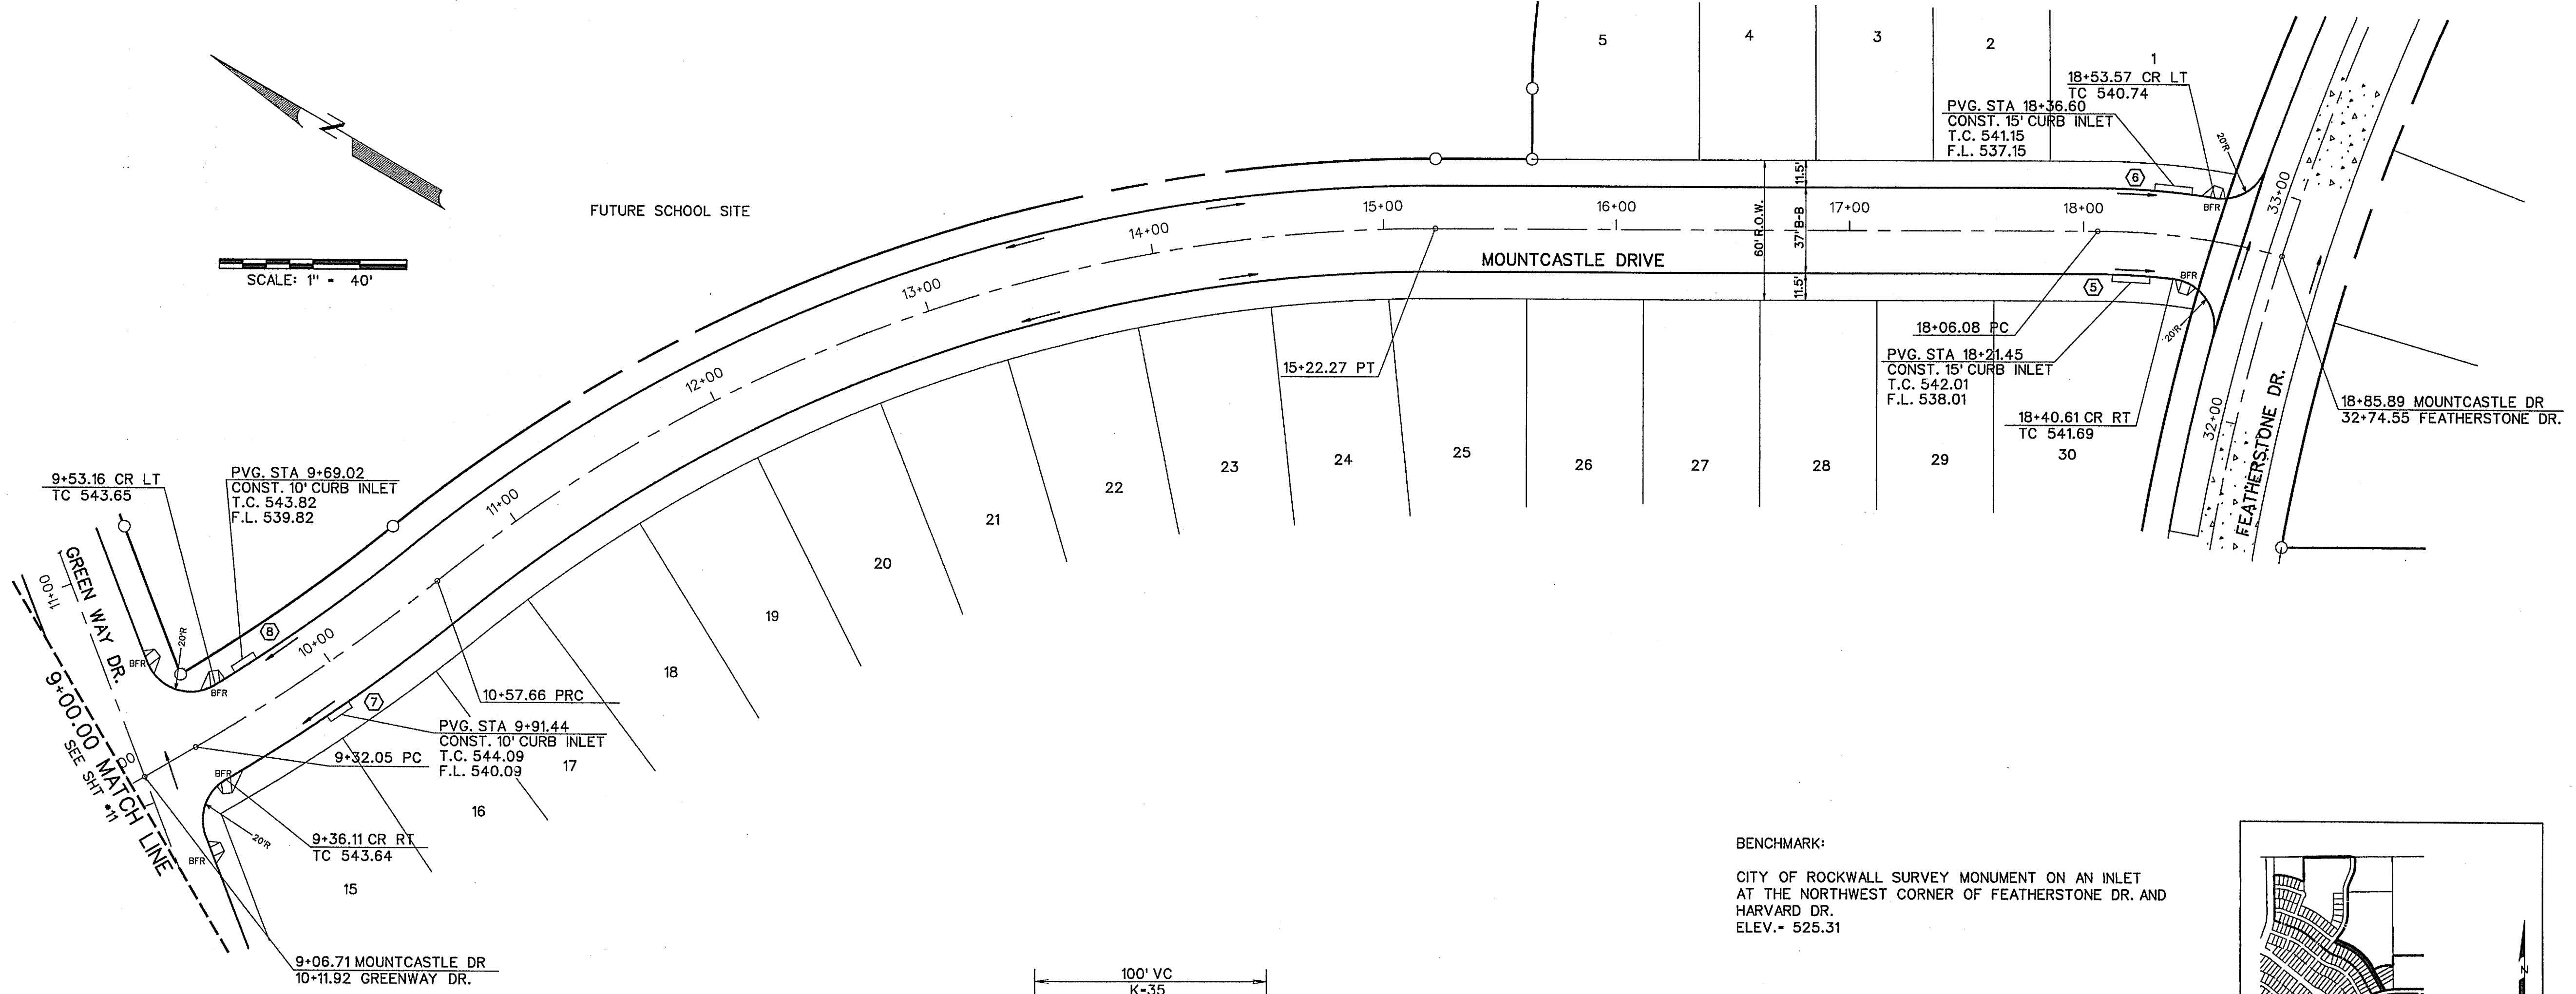 5
4
3
2
1
18+53.57 CR LT
TC 540.74
PVG. STA 18+36.60
CONST. 15' CURB INLET
T.C. 541.15
F.L. 537.15
20'R
6
BFR
33+00
N
FUTURE SCHOOL SITE
SCALE: 1" = 40'
11.5'
60' R.O.W.
37' B-B
11.5'
15+00
16+00
17+00
18+00
14+00
13+00
12+00
11+00
10+00
MOUNTCASTLE DRIVE
BFR
5
20'R
18+06.08 PC
PVG. STA 18+21.45
CONST. 15' CURB INLET
T.C. 542.01
F.L. 538.01
15+22.27 PT
18+40.61 CR RT
TC 541.69
32+00
FEATHERSTONE DR.
18+85.89 MOUNTCASTLE DR
32+74.55 FEATHERSTONE DR.
30
29
28
27
26
25
24
23
22
21
20
19
18
17
16
15
9+53.16 CR LT
TC 543.65
PVG. STA 9+69.02
CONST. 10' CURB INLET
T.C. 543.82
F.L. 539.82
GREEN WAY DR.
11+00
20'R
8
BFR
BFR
7
10+57.66 PRC
PVG. STA 9+91.44
CONST. 10' CURB INLET
T.C. 544.09
F.L. 540.09
9+32.05 PC
9+00.00 MATCH LINE
SEE SHT #11
00
BFR
20'R
BFR
9+36.11 CR RT
TC 543.64
9+06.71 MOUNTCASTLE DR
10+11.92 GREENWAY DR.
100' VC
K=35
BENCHMARK:
CITY OF ROCKWALL SURVEY MONUMENT ON AN INLET
AT THE NORTHWEST CORNER OF FEATHERSTONE DR. AND
HARVARD DR.
ELEV.= 525.31
N